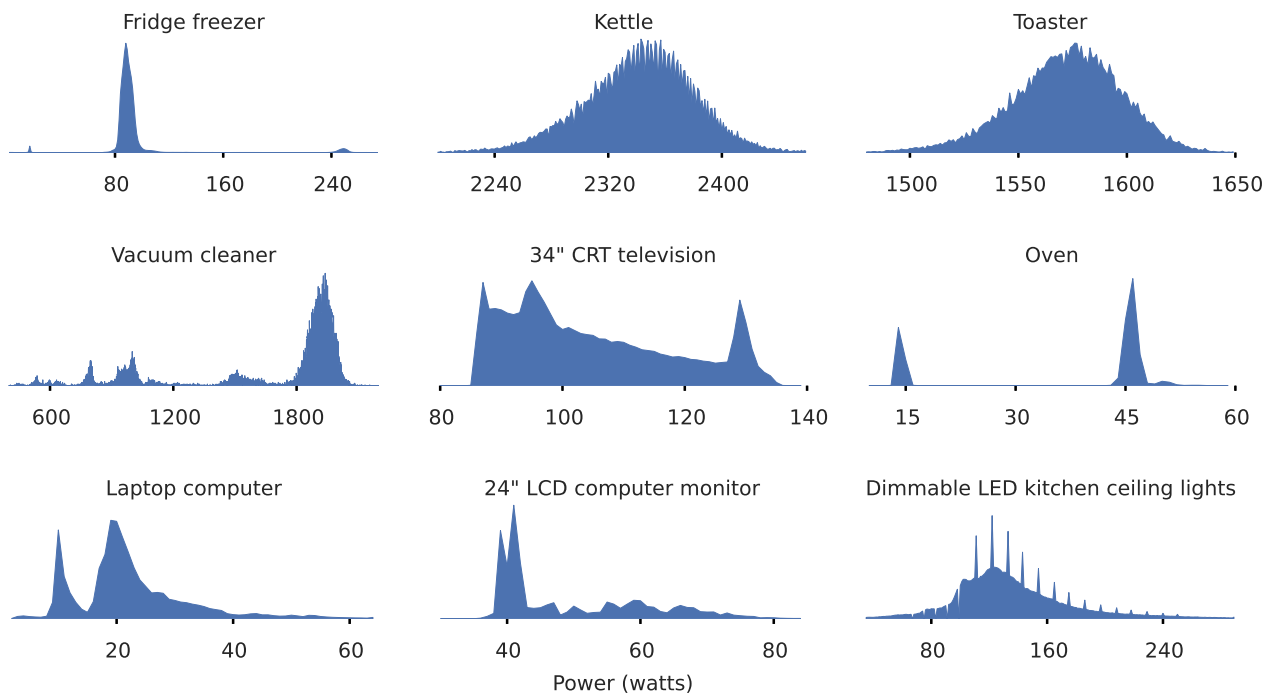 Fridge freezer Kettle Toaster
80 160 240 2240 2320 2400 1500 1550 1600 1650
Vacuum cleaner 34" CRT television Oven
600 1200 1800 80 100 120 140 15 30 45 60
Laptop computer 24" LCD computer monitor Dimmable LED kitchen ceiling lights
20 40 60 40 60 80 80 160 240
Power (watts)